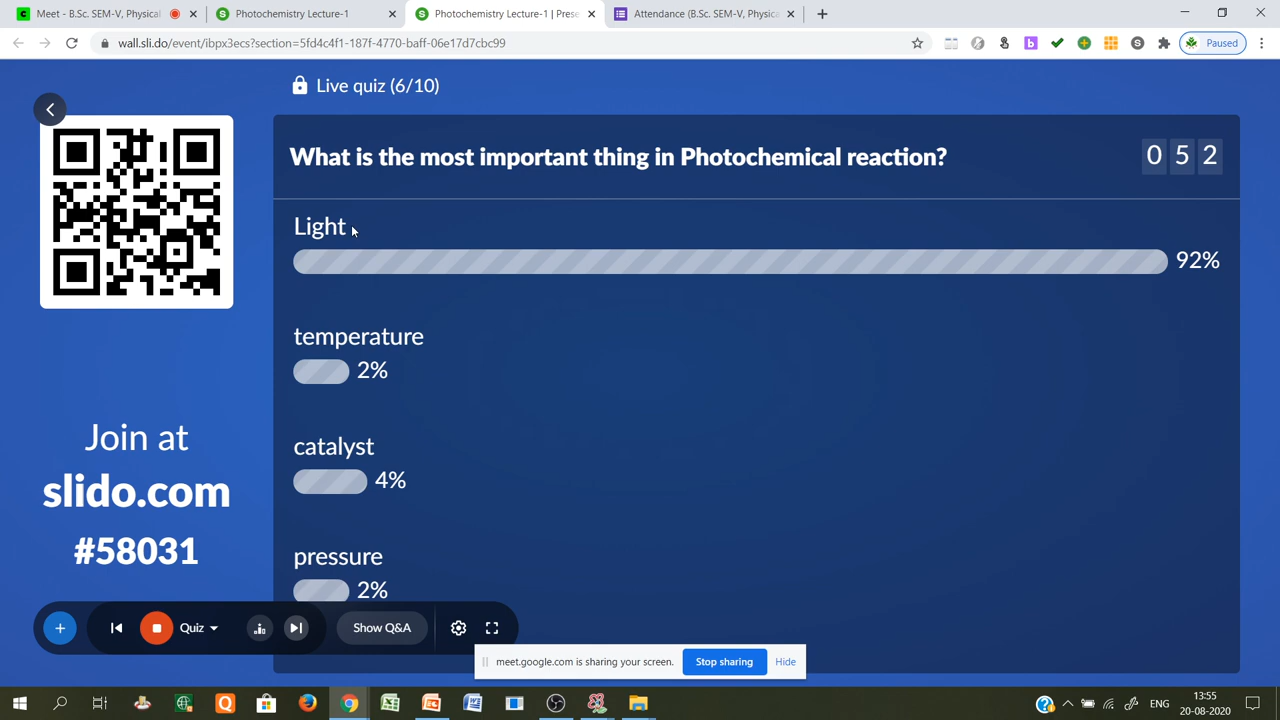 Meet - B.Sc. SEM-V, Physical
Photochemistry Lecture-1
Photochemistry Lecture-1 | Prese
Attendance (B.Sc. SEM-V, Physica
wall.sli.do/event/ibpx3ecs?section=5fd4c4f1-187f-4770-baff-06e17d7cbc99
Paused
Live quiz (6/10)
What is the most important thing in Photochemical reaction?
052
Light
92%
temperature
2%
catalyst
4%
pressure
2%
Join at
slido.com
#58031
Quiz
Show Q&A
meet.google.com is sharing your screen.
Stop sharing
Hide
ENG
13:55
20-08-2020